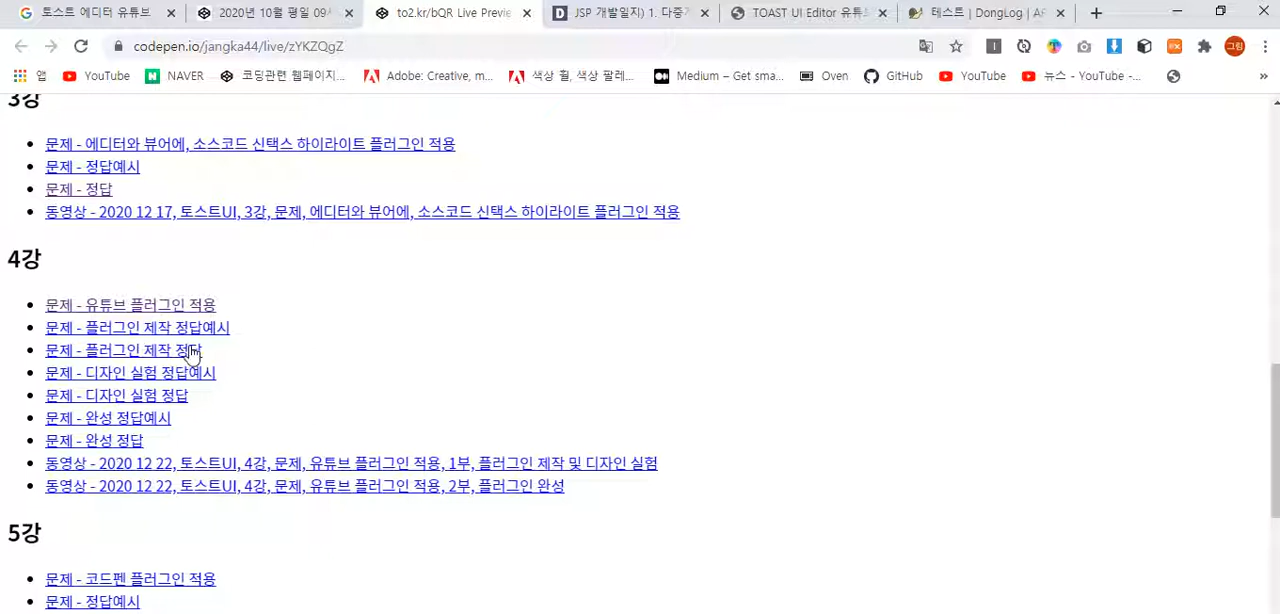 토스트 에디터 유튜브 2020년 10월 평일 09시 to2.kr/bQR Live Previe JSP 개발일지) 1. 다중 TOAST UI Editor 유튜브 테스트 | DongLog | AF
codepen.io/jangka44/live/zYKZQgZ 그림
앱 YouTube NAVER 코딩관련 웹페이지... Adobe: Creative, m... 색상 휠, 색상 팔레... Medium – Get sma... Oven GitHub YouTube 뉴스 - YouTube -... »
3강
문제 - 에디터와 뷰어에, 소스코드 신택스 하이라이트 플러그인 적용
문제 - 정답예시
문제 - 정답
동영상 - 2020 12 17, 토스트UI, 3강, 문제, 에디터와 뷰어에, 소스코드 신택스 하이라이트 플러그인 적용
4강
문제 - 유튜브 플러그인 적용
문제 - 플러그인 제작 정답예시
문제 - 플러그인 제작 정답
문제 - 디자인 실험 정답예시
문제 - 디자인 실험 정답
문제 - 완성 정답예시
문제 - 완성 정답
동영상 - 2020 12 22, 토스트UI, 4강, 문제, 유튜브 플러그인 적용, 1부, 플러그인 제작 및 디자인 실험
동영상 - 2020 12 22, 토스트UI, 4강, 문제, 유튜브 플러그인 적용, 2부, 플러그인 완성
5강
문제 - 코드펜 플러그인 적용
문제 - 정답예시